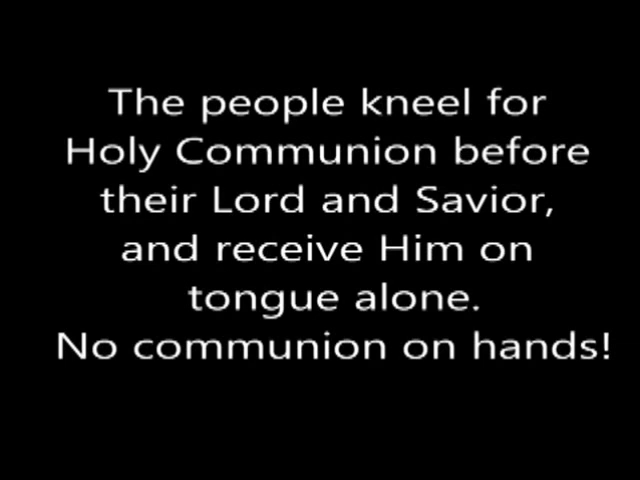 The people kneel for
Holy Communion before
their Lord and Savior,
and receive Him on
tongue alone.
No communion on hands!